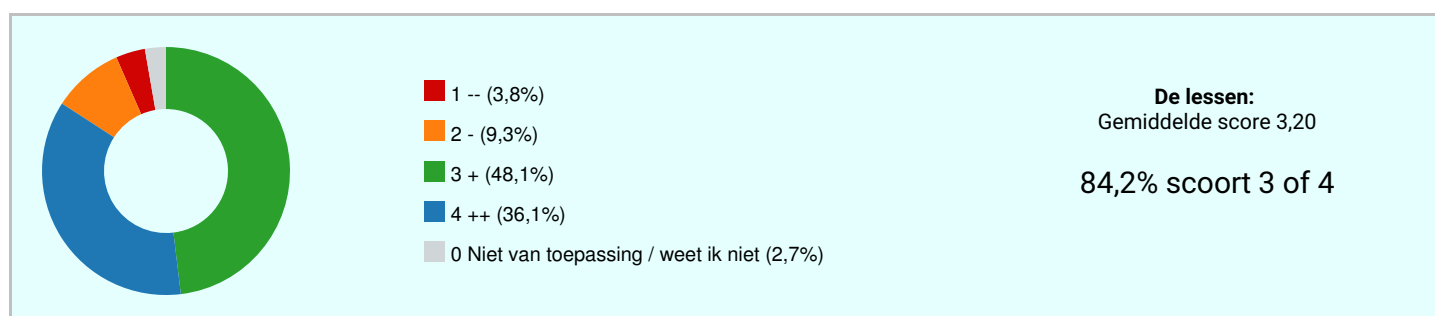 1 -- (3,8%)
2 - (9,3%)
3 + (48,1%)
4 ++ (36,1%)
0 Niet van toepassing / weet ik niet (2,7%)
De lessen:
Gemiddelde score 3,20
84,2% scoort 3 of 4